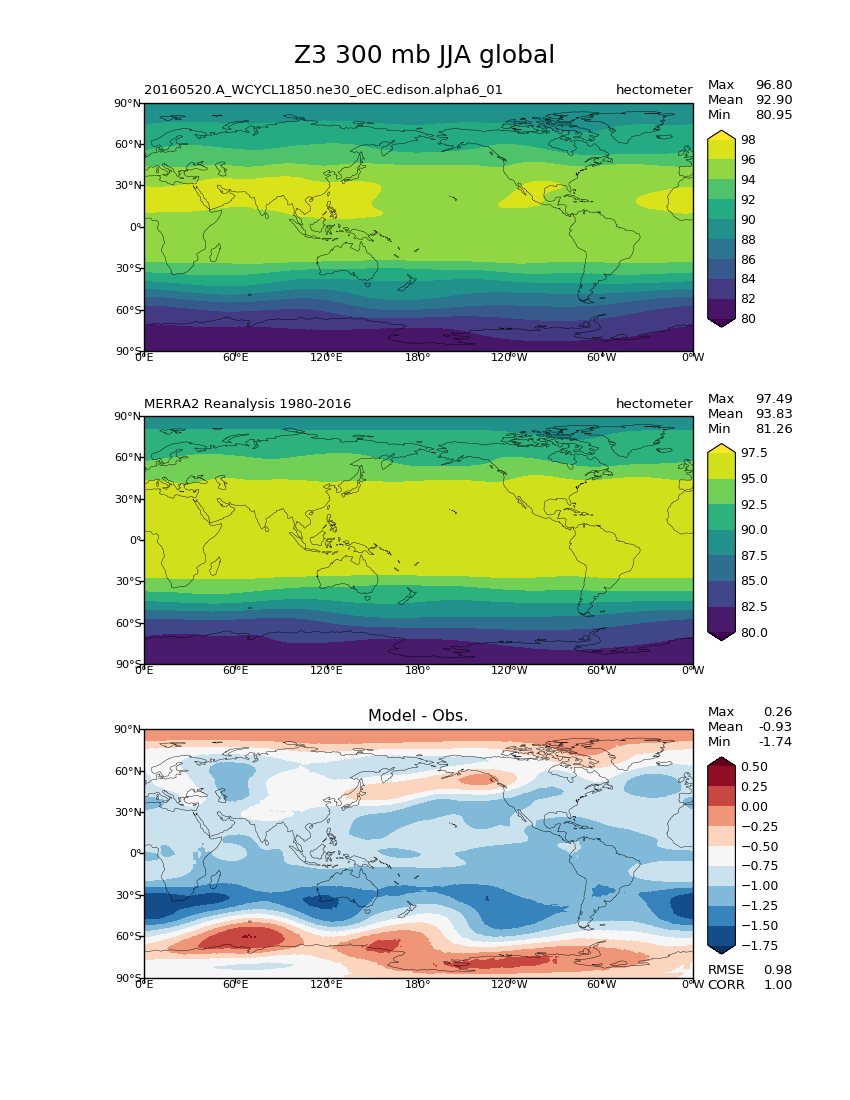 Z3 300 mb JJA global
20160520.A_WCYCL1850.ne30_oEC.edison.alpha6_01 hectometer
Max 96.80
Mean 92.90
Min 80.95
90°N
60°N
30°N
0°
30°S
60°S
90°S
0°E 60°E 120°E 180° 120°W 60°W 0°W
98
96
94
92
90
88
86
84
82
80
MERRA2 Reanalysis 1980-2016 hectometer
Max 97.49
Mean 93.83
Min 81.26
90°N
60°N
30°N
0°
30°S
60°S
90°S
0°E 60°E 120°E 180° 120°W 60°W 0°W
97.5
95.0
92.5
90.0
87.5
85.0
82.5
80.0
Model - Obs.
Max 0.26
Mean -0.93
Min -1.74
90°N
60°N
30°N
0°
30°S
60°S
90°S
0°E 60°E 120°E 180° 120°W 60°W 0°W
0.50
0.25
0.00
−0.25
−0.50
−0.75
−1.00
−1.25
−1.50
−1.75
RMSE 0.98
CORR 1.00